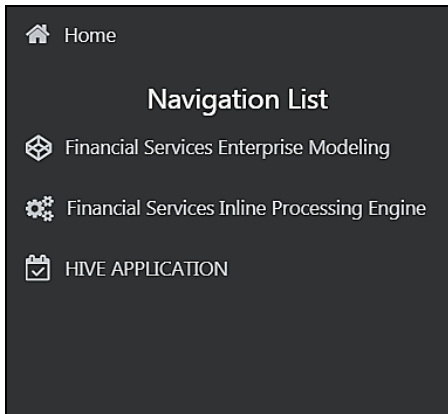 Home
Navigation List
Financial Services Enterprise Modeling
Financial Services Inline Processing Engine
HIVE APPLICATION